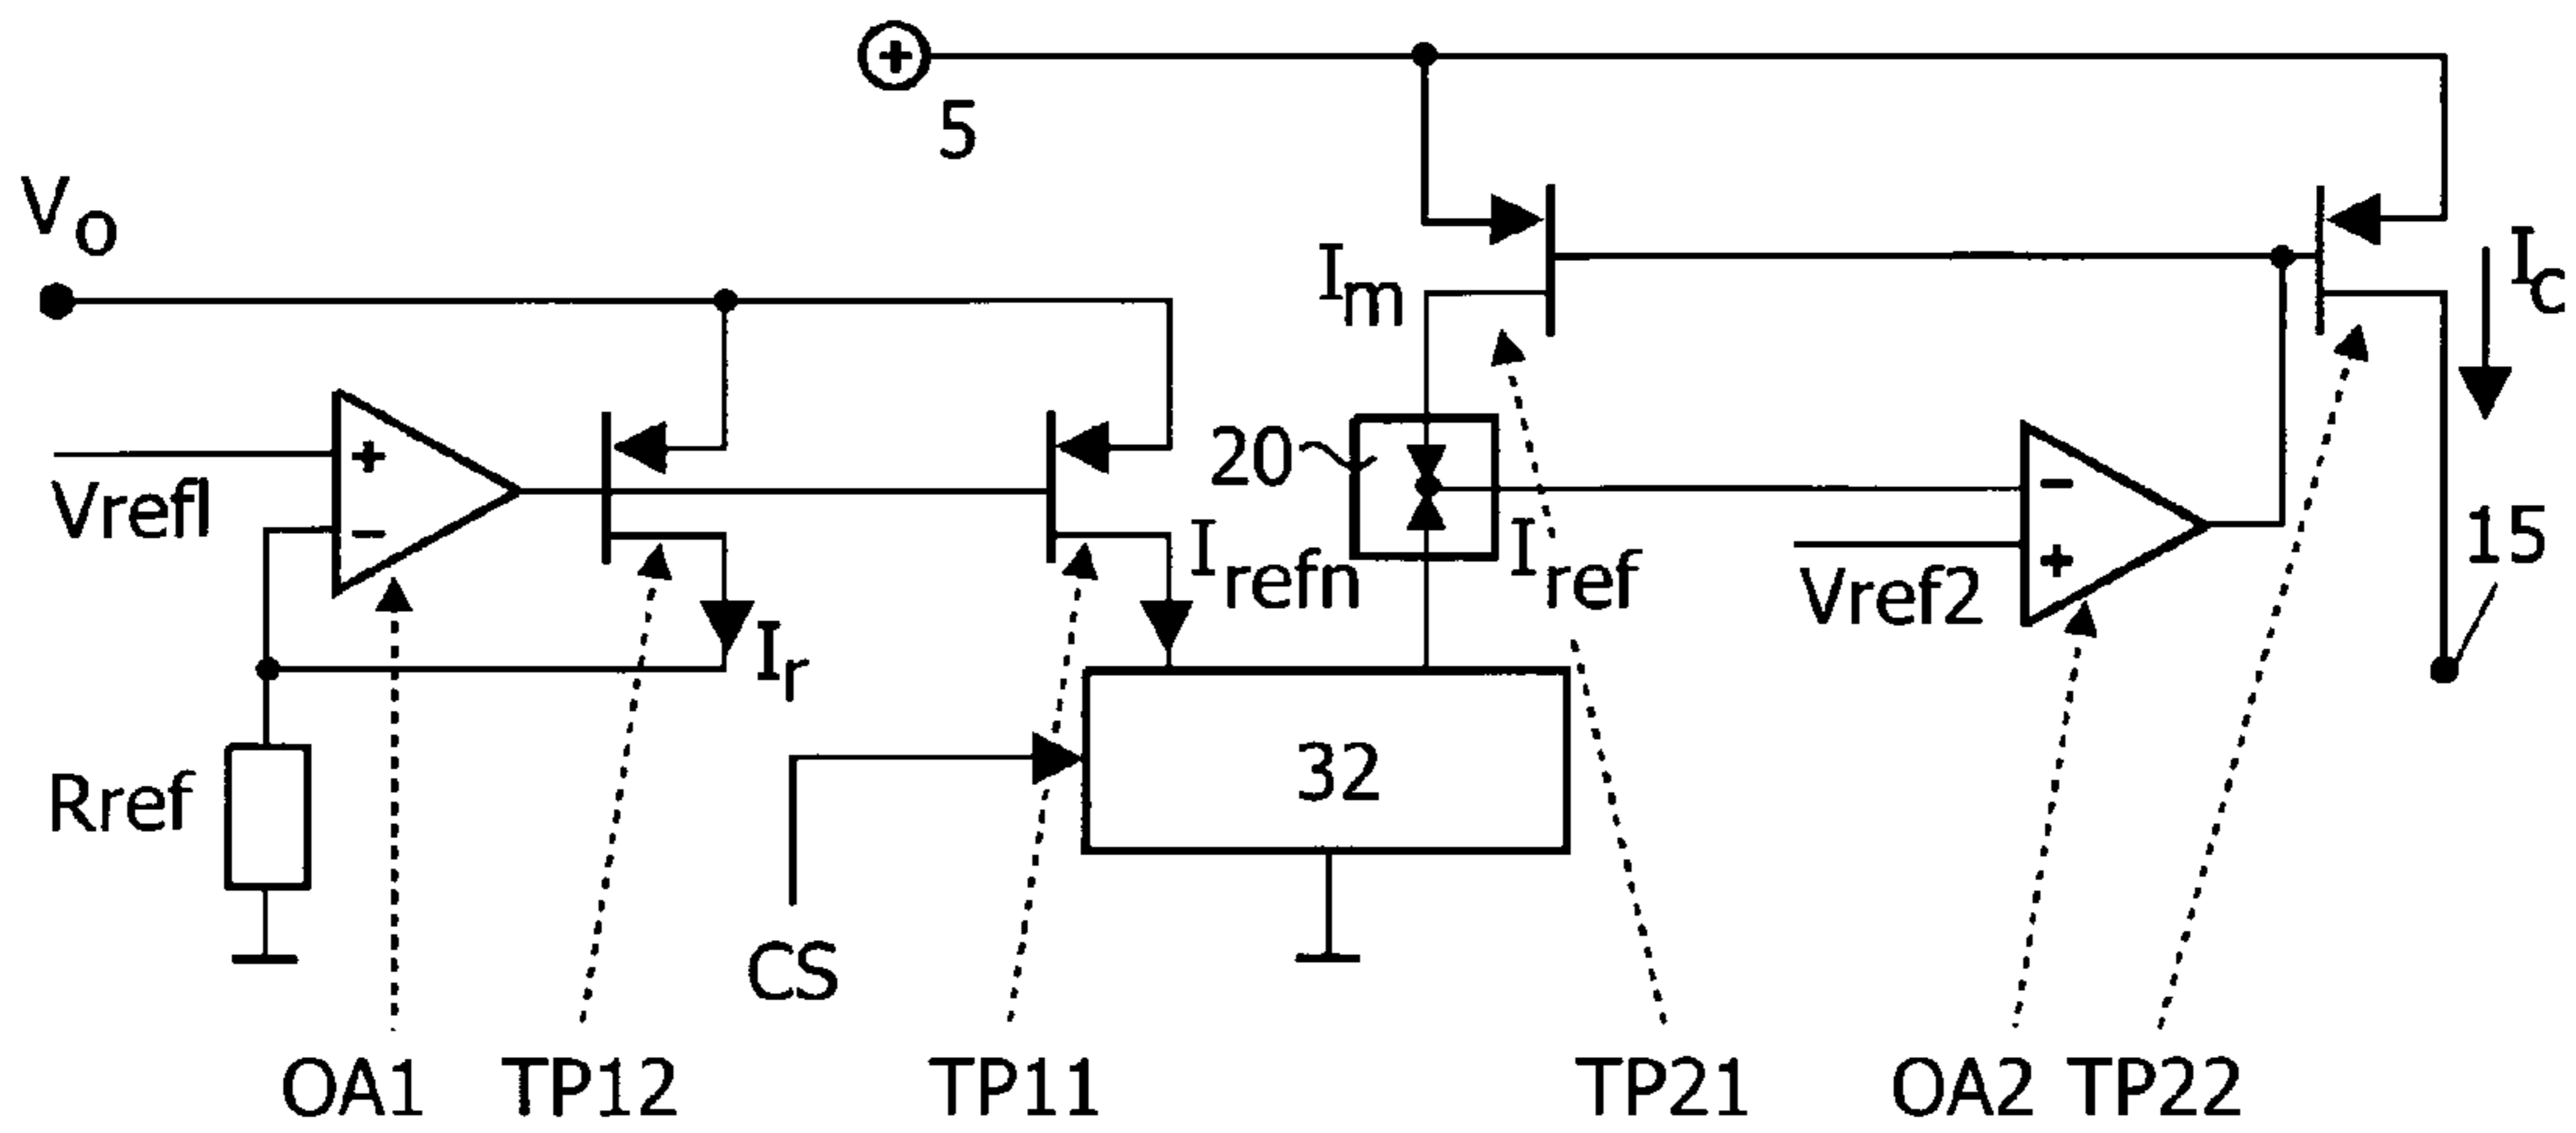 +
5
Vo
Im
Ic
Vref1
+
-
20
Irefn
Iref
-
+
Vref2
15
Ir
Rref
32
CS
OA1 TP12 TP11 TP21 OA2 TP22